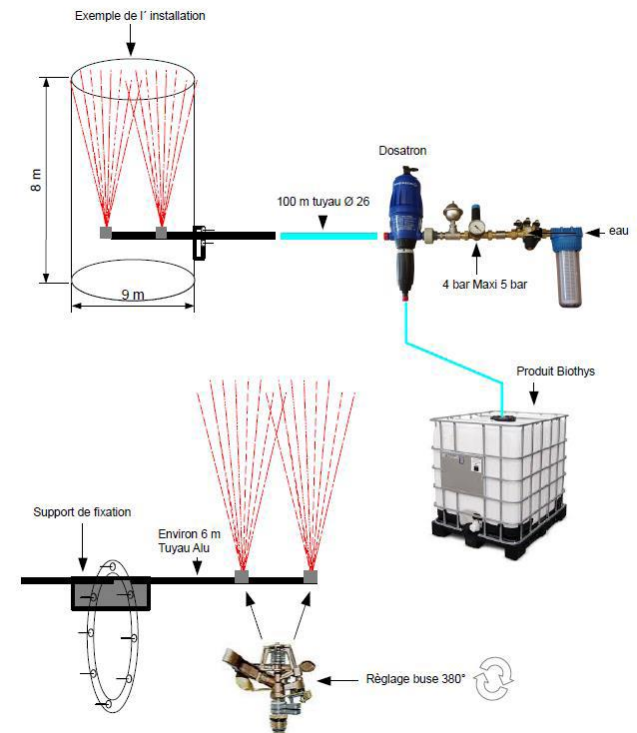 Exemple de l´ installation
8 m
9 m
100 m tuyau Ø 26
Dosatron
eau
4 bar Maxi 5 bar
Produit Biothys
Support de fixation
Environ 6 m
Tuyau Alu
Règlage buse 380°